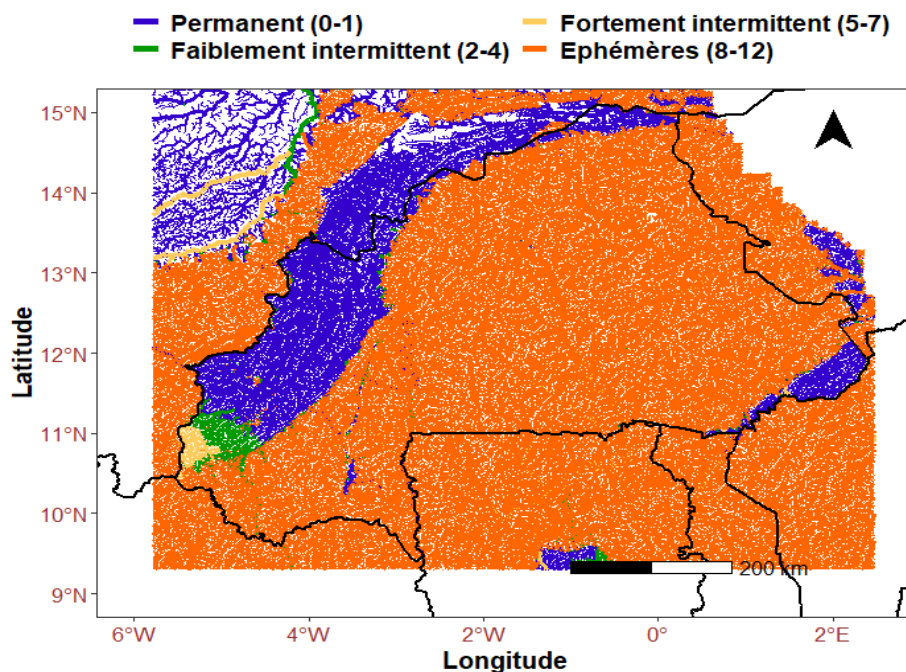 Permanent (0-1) Fortement intermittent (5-7)
Faiblement intermittent (2-4) Ephémères (8-12)
15°N
14°N
13°N
12°N
11°N
10°N
9°N
Latitude
200 km
6°W 4°W 2°W 0° 2°E
Longitude